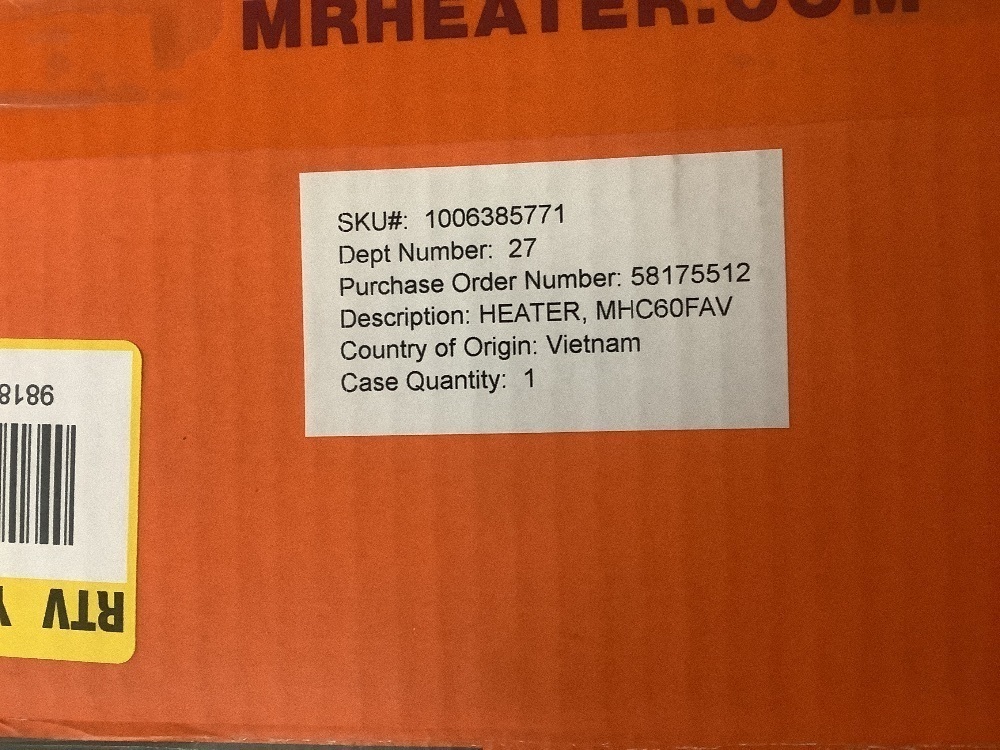 MRHEATER.COM
SKU#: 1006385771
Dept Number: 27
Purchase Order Number: 58175512
Description: HEATER, MHC60FAV
Country of Origin: Vietnam
Case Quantity: 1
RTV